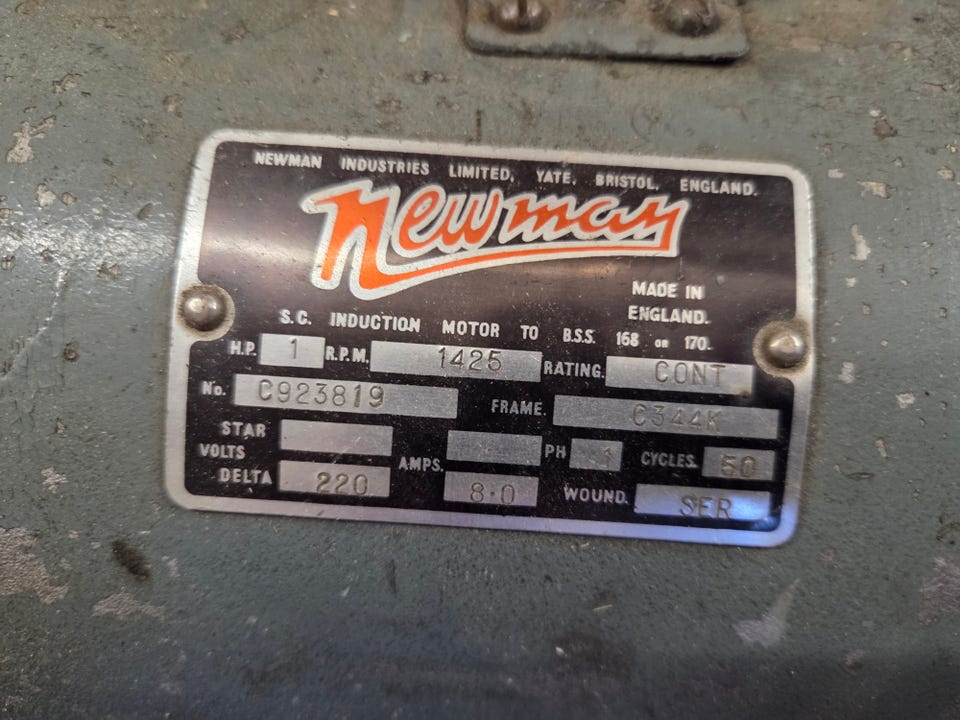 NEWMAN INDUSTRIES LIMITED, YATE, BRISTOL, ENGLAND.
Newman
MADE IN
ENGLAND.
S.C. INDUCTION MOTOR TO B.S.S. 168 OR 170.
H.P. 1 R.P.M. 1425 RATING. CONT
No. C923819 FRAME. C344K
STAR
VOLTS AMPS. PH 1 CYCLES. 50
DELTA 220 8·0 WOUND. SER